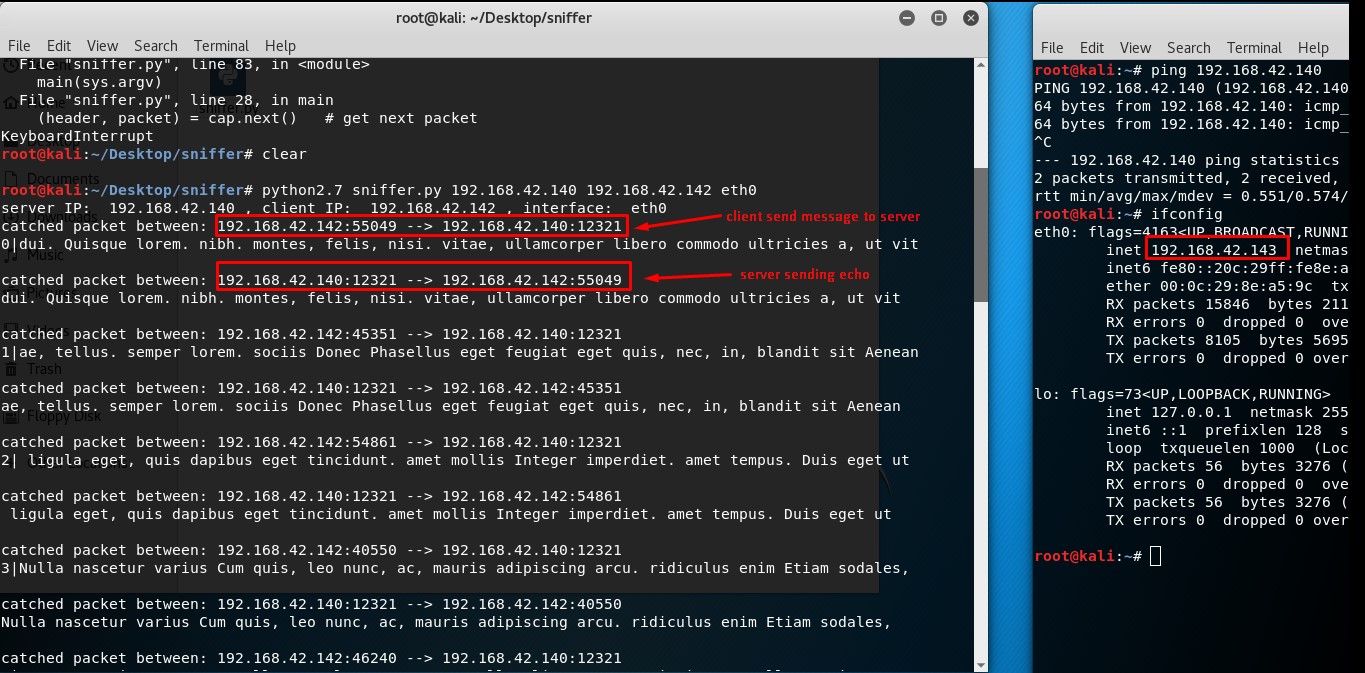 root@kali: ~/Desktop/sniffer
File Edit View Search Terminal Help
File "sniffer.py", line 83, in <module>
main(sys.argv)
File "sniffer.py", line 28, in main
(header, packet) = cap.next()   # get next packet
KeyboardInterrupt
root@kali:~/Desktop/sniffer# clear
Documents
root@kali:~/Desktop/sniffer# python2.7 sniffer.py 192.168.42.140 192.168.42.142 eth0
server IP:  192.168.42.140 , client IP:  192.168.42.142 , interface:  eth0
catched packet between: 192.168.42.142:55049 --> 192.168.42.140:12321
client send message to server
0|dui. Quisque lorem. nibh. montes, felis, nisi. vitae, ullamcorper libero commodo ultricies a, ut vit
Music
catched packet between: 192.168.42.140:12321 --> 192.168.42.142:55049
server sending echo
dui. Quisque lorem. nibh. montes, felis, nisi. vitae, ullamcorper libero commodo ultricies a, ut vit
catched packet between: 192.168.42.142:45351 --> 192.168.42.140:12321
1|ae, tellus. semper lorem. sociis Donec Phasellus eget feugiat eget quis, nec, in, blandit sit Aenean
Trash
catched packet between: 192.168.42.140:12321 --> 192.168.42.142:45351
ae, tellus. semper lorem. sociis Donec Phasellus eget feugiat eget quis, nec, in, blandit sit Aenean
Floppy Disk
catched packet between: 192.168.42.142:54861 --> 192.168.42.140:12321
2| ligula eget, quis dapibus eget tincidunt. amet mollis Integer imperdiet. amet tempus. Duis eget ut
catched packet between: 192.168.42.140:12321 --> 192.168.42.142:54861
ligula eget, quis dapibus eget tincidunt. amet mollis Integer imperdiet. amet tempus. Duis eget ut
catched packet between: 192.168.42.142:40550 --> 192.168.42.140:12321
3|Nulla nascetur varius Cum quis, leo nunc, ac, mauris adipiscing arcu. ridiculus enim Etiam sodales,
catched packet between: 192.168.42.140:12321 --> 192.168.42.142:40550
Nulla nascetur varius Cum quis, leo nunc, ac, mauris adipiscing arcu. ridiculus enim Etiam sodales,
catched packet between: 192.168.42.142:46240 --> 192.168.42.140:12321
File Edit View Search Terminal Help
root@kali:~# ping 192.168.42.140
PING 192.168.42.140 (192.168.42.140
64 bytes from 192.168.42.140: icmp_
64 bytes from 192.168.42.140: icmp_
^C
--- 192.168.42.140 ping statistics
2 packets transmitted, 2 received,
rtt min/avg/max/mdev = 0.551/0.574/
root@kali:~# ifconfig
eth0: flags=4163<UP,BROADCAST,RUNNI
inet 192.168.42.143  netmas
inet6 fe80::20c:29ff:fe8e:a
ether 00:0c:29:8e:a5:9c  tx
RX packets 15846  bytes 211
RX errors 0  dropped 0  ove
TX packets 8105  bytes 5695
TX errors 0  dropped 0 over
lo: flags=73<UP,LOOPBACK,RUNNING>
inet 127.0.0.1  netmask 255
inet6 ::1  prefixlen 128  s
loop  txqueuelen 1000  (Loc
RX packets 56  bytes 3276 (
RX errors 0  dropped 0  ove
TX packets 56  bytes 3276 (
TX errors 0  dropped 0 over
root@kali:~#